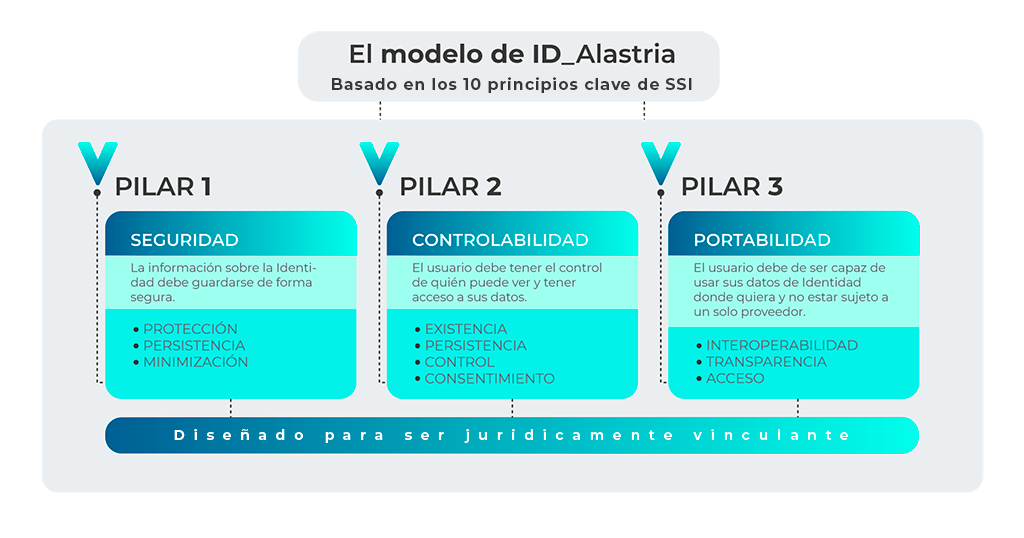 El modelo de ID_Alastria
Basado en los 10 principios clave de SSI
PILAR 1
SEGURIDAD
La información sobre la Identi-
dad debe guardarse de forma
segura.
• PROTECCIÓN
• PERSISTENCIA
• MINIMIZACIÓN
PILAR 2
CONTROLABILIDAD
El usuario debe tener el control
de quién puede ver y tener
acceso a sus datos.
• EXISTENCIA
• PERSISTENCIA
• CONTROL
• CONSENTIMIENTO
PILAR 3
PORTABILIDAD
El usuario debe de ser capaz de
usar sus datos de Identidad
donde quiera y no estar sujeto a
un solo proveedor.
• INTEROPERABILIDAD
• TRANSPARENCIA
• ACCESO
Diseñado para ser jurídicamente vinculante